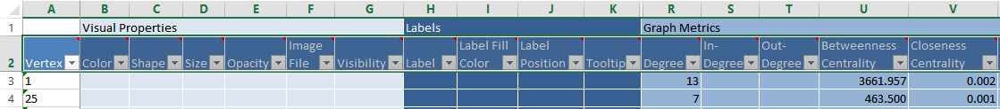 A B C D E F G H I J K R S T U V
1 Visual Properties Labels Graph Metrics
Image Label Fill Label In- Out- Betweenness Closeness
2 Vertex Color Shape Size Opacity File Visibility Label Color Position Tooltip Degree Degree Degree Centrality Centrality
3 1 13 3661.957 0.002
4 25 7 463.500 0.001